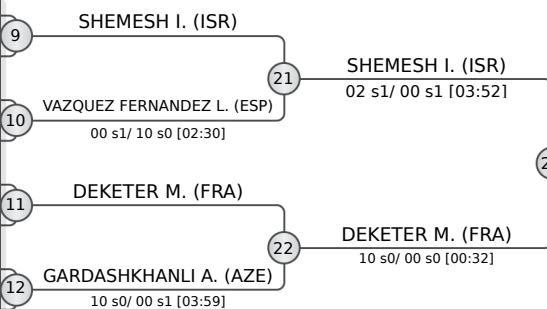 SHEMESH I. (ISR)
9
21
SHEMESH I. (ISR)
02 s1/ 00 s1 [03:52]
VAZQUEZ FERNANDEZ L. (ESP)
10
00 s1/ 10 s0 [02:30]
DEKETER M. (FRA)
11
22
DEKETER M. (FRA)
10 s0/ 00 s0 [00:32]
GARDASHKHANLI A. (AZE)
12
10 s0/ 00 s1 [03:59]